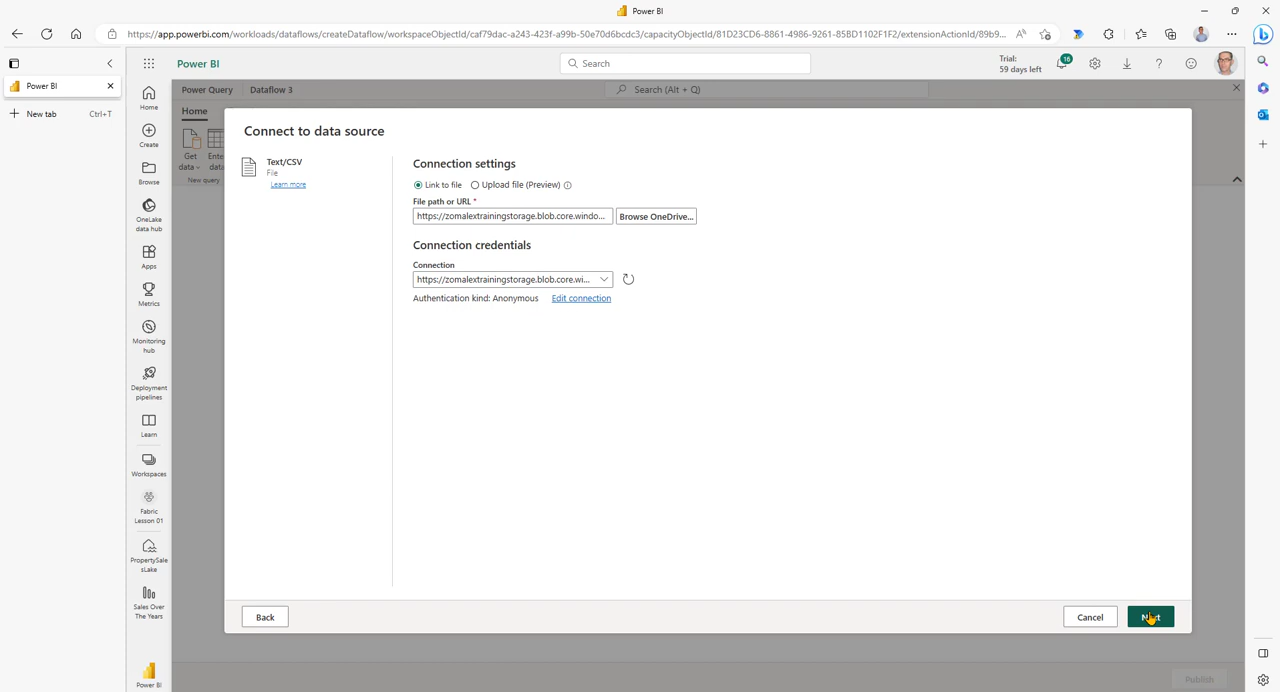 Power BI
https://app.powerbi.com/workloads/dataflows/createDataflow/workspaceObjectId/caf79dac-a243-423f-a99b-50e70d6bcdc3/capacityObjectId/81D23CD6-8861-4986-9261-85BD1102F1F2/extensionActionId/89b9...
Power BI
New tab
Ctrl+T
Power BI
Search
Trial:
59 days left
16
Power Query
Dataflow 3
Search (Alt + Q)
Home
Get
data
Ente
data
New query
Home
Create
Browse
OneLake
data hub
Apps
Metrics
Monitoring
hub
Deployment
pipelines
Learn
Workspaces
Fabric
Lesson 01
PropertySale
sLake
Sales Over
The Years
Power BI
Connect to data source
Text/CSV
File
Learn more
Connection settings
Link to file
Upload file (Preview)
File path or URL *
https://zomalextrainingstorage.blob.core.windo...
Browse OneDrive...
Connection credentials
Connection
https://zomalextrainingstorage.blob.core.wi...
Authentication kind: Anonymous
Edit connection
Back
Cancel
Next
Publish